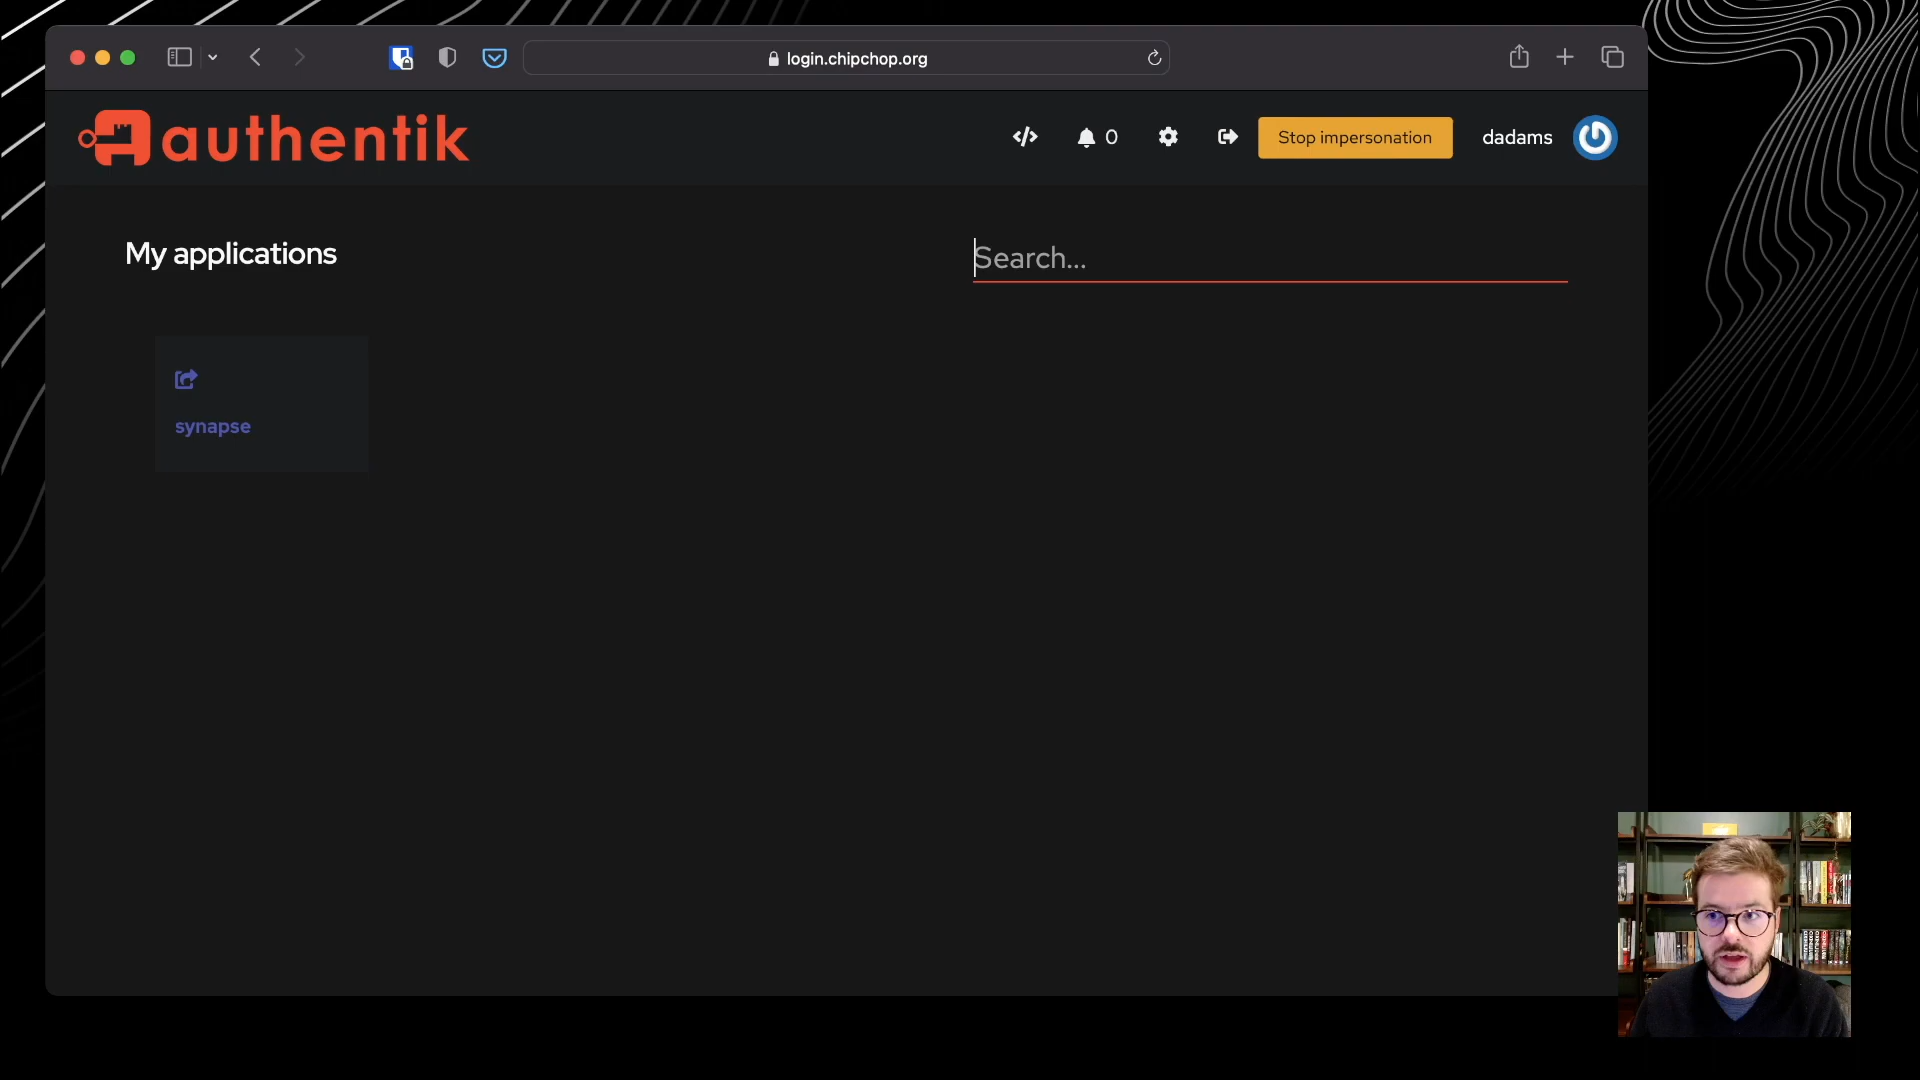 login.chipchop.org
authentik
0
Stop impersonation
dadams
My applications
Search...
synapse